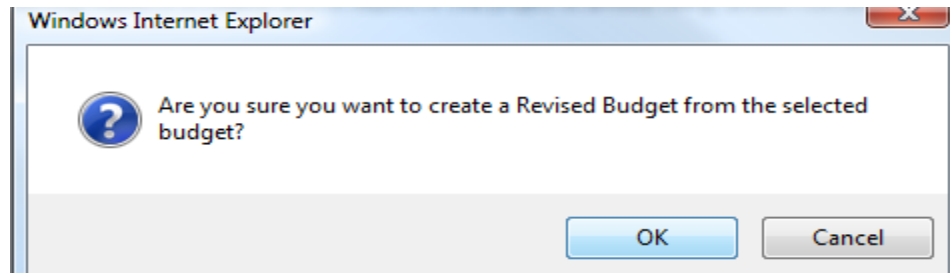 Windows Internet Explorer
Are you sure you want to create a Revised Budget from the selected
budget?
OK
Cancel